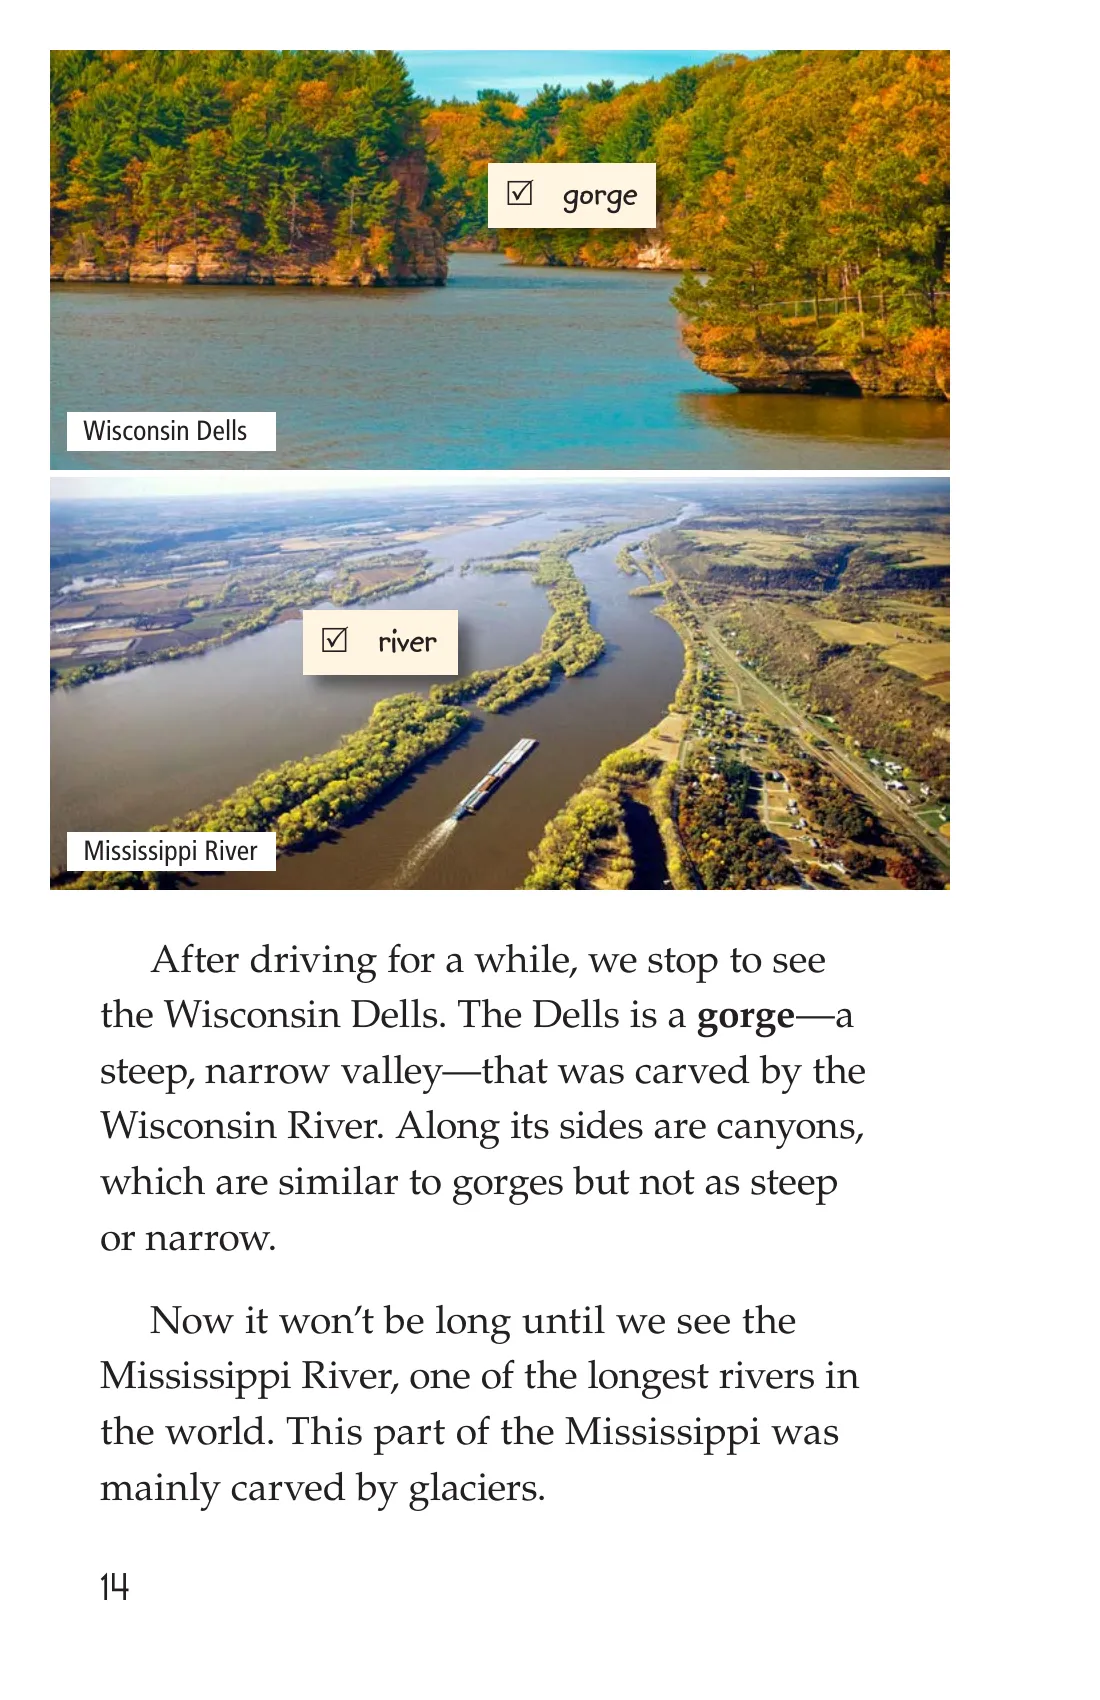 ☑ gorge
Wisconsin Dells
☑ river
Mississippi River
After driving for a while, we stop to see
the Wisconsin Dells. The Dells is a gorge—a
steep, narrow valley—that was carved by the
Wisconsin River. Along its sides are canyons,
which are similar to gorges but not as steep
or narrow.
Now it won’t be long until we see the
Mississippi River, one of the longest rivers in
the world. This part of the Mississippi was
mainly carved by glaciers.
14